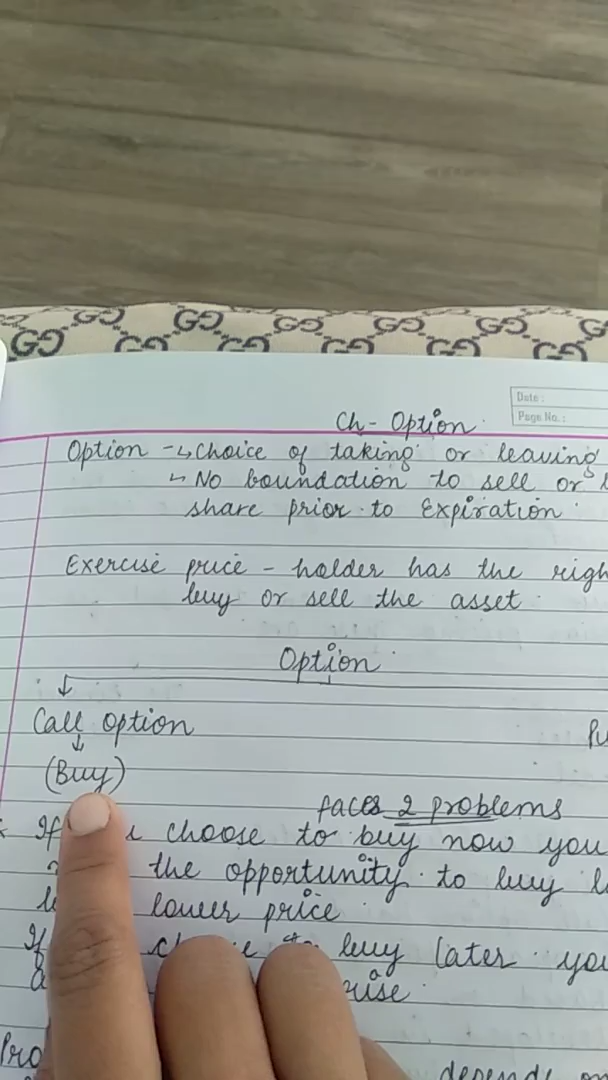 Date:
Page No.:
Ch- Option
Option → Choice of taking or leaving
↳ No boundation to sell or
share prior to Expiration
Exercise price - holder has the
buy or sell the asset
Option
Call Option
(Buy)
faces 2 problems
If choose to buy now you
the opportunity to buy
lower price
If buy later you
depends on